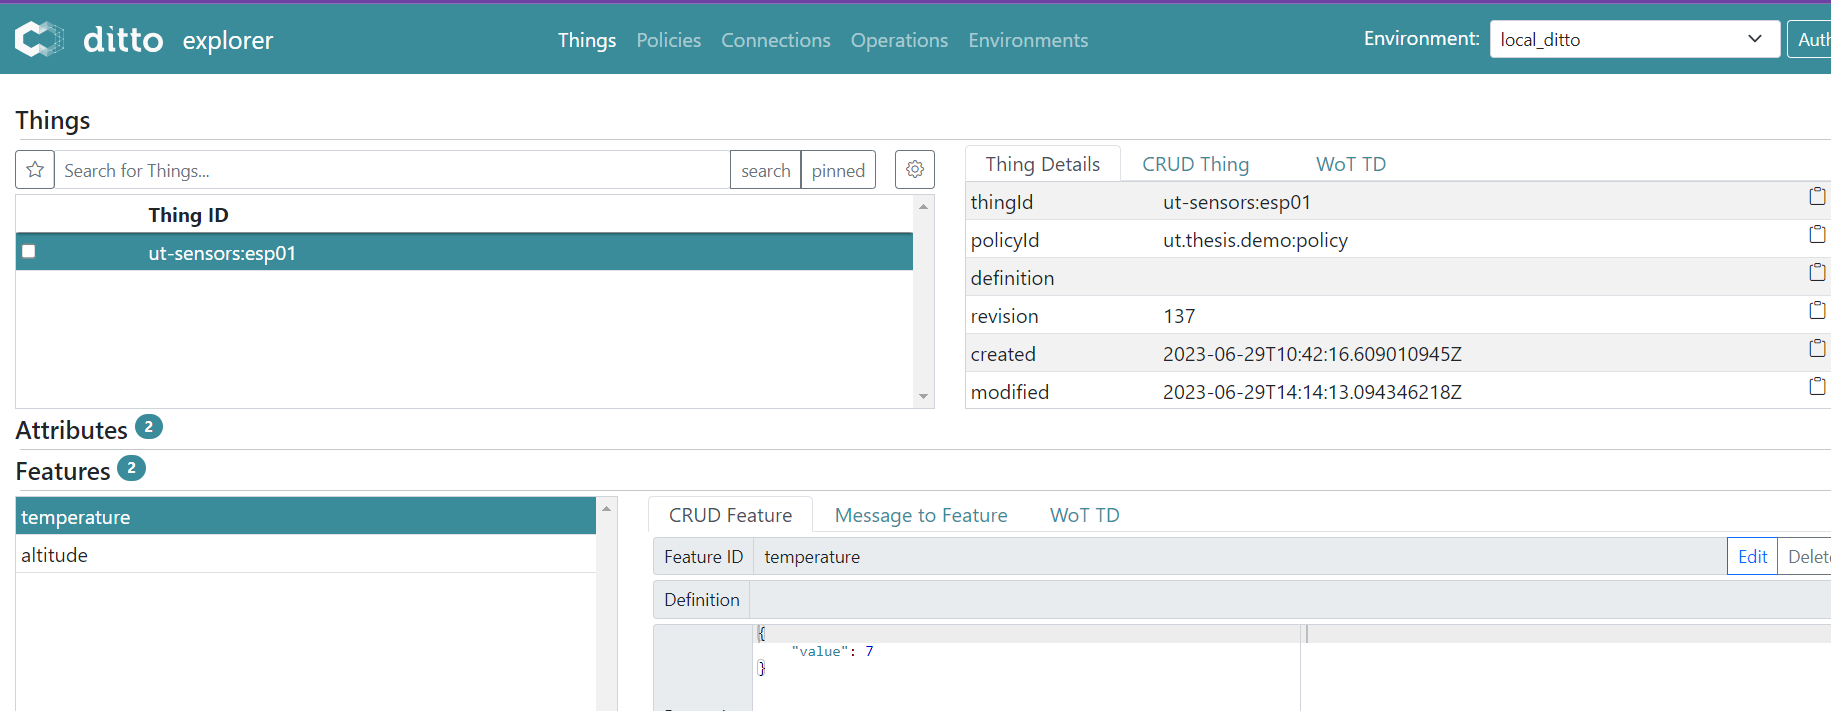 ditto explorer Things Policies Connections Operations Environments Environment: local_ditto
Things
Search for Things... search pinned
Thing ID
ut-sensors:esp01
Thing Details CRUD Thing WoT TD
thingId ut-sensors:esp01
policyId ut.thesis.demo:policy
definition
revision 137
created 2023-06-29T10:42:16.609010945Z
modified 2023-06-29T14:14:13.094346218Z
Attributes 2
Features 2
temperature
altitude
CRUD Feature Message to Feature WoT TD
Feature ID temperature Edit
Definition
{
"value": 7
}